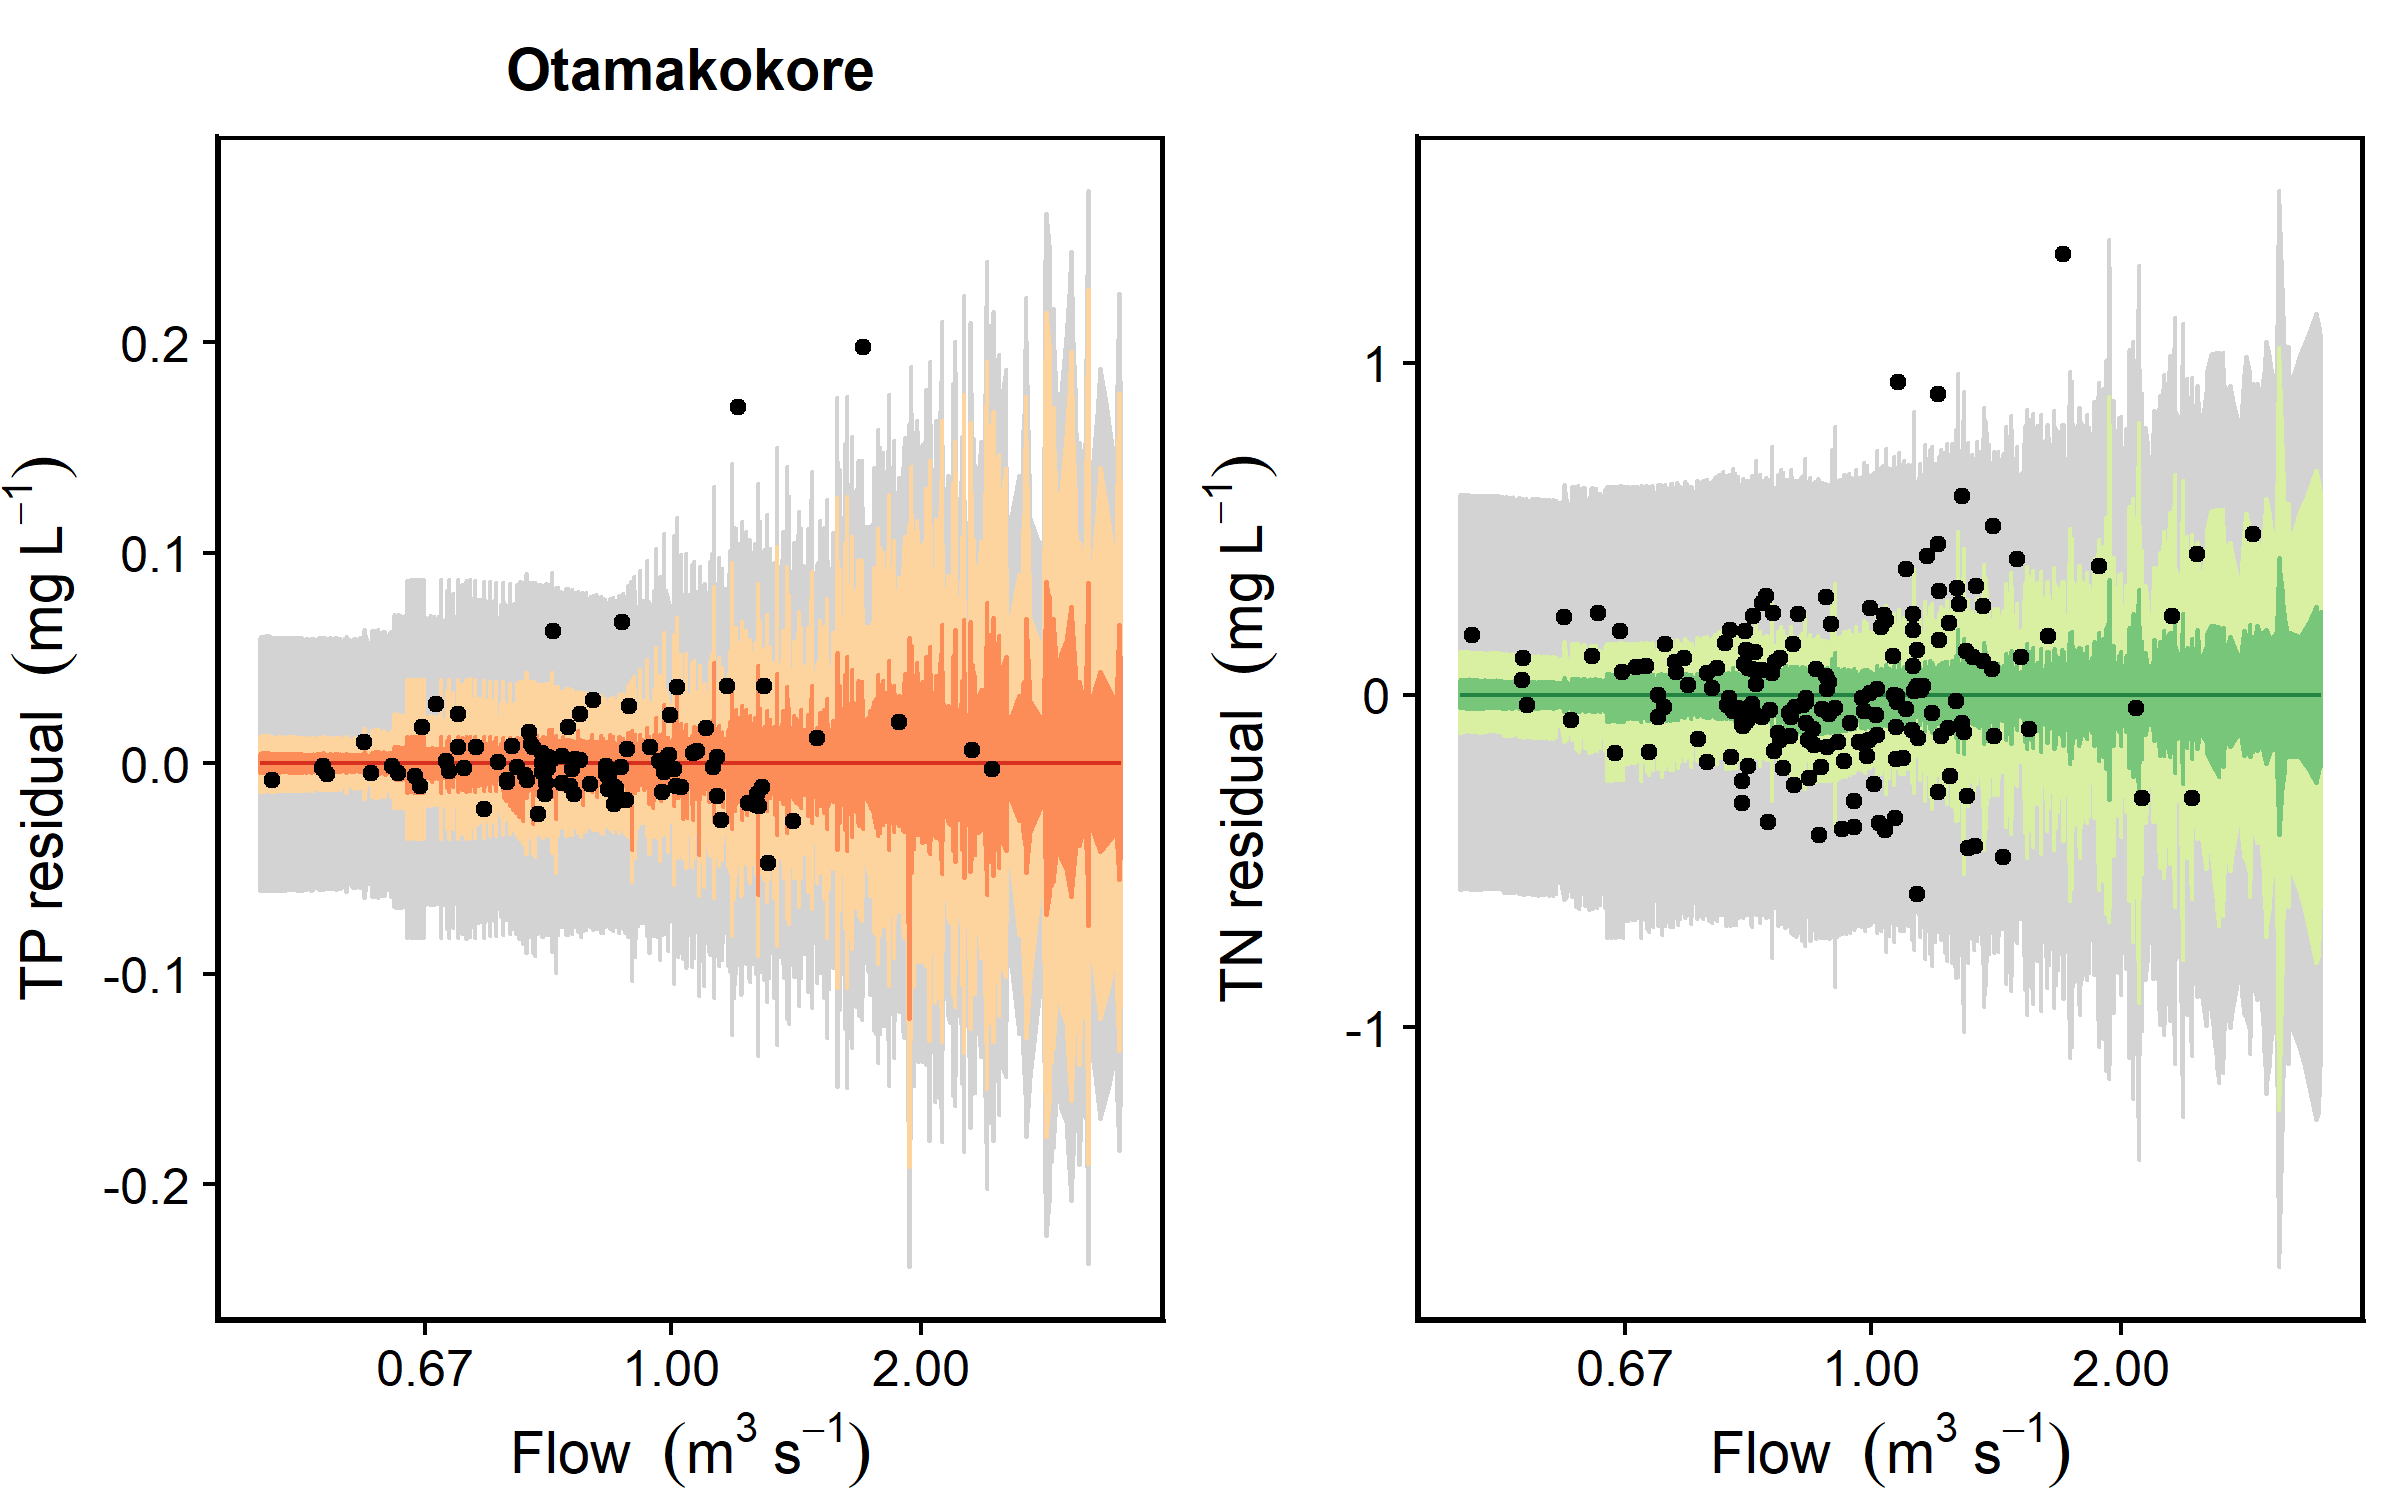 Otamakokore
TP residual (mg L⁻¹)
0.2
0.1
0.0
-0.1
-0.2
0.67 1.00 2.00
Flow (m³ s⁻¹)
TN residual (mg L⁻¹)
1
0
-1
0.67 1.00 2.00
Flow (m³ s⁻¹)